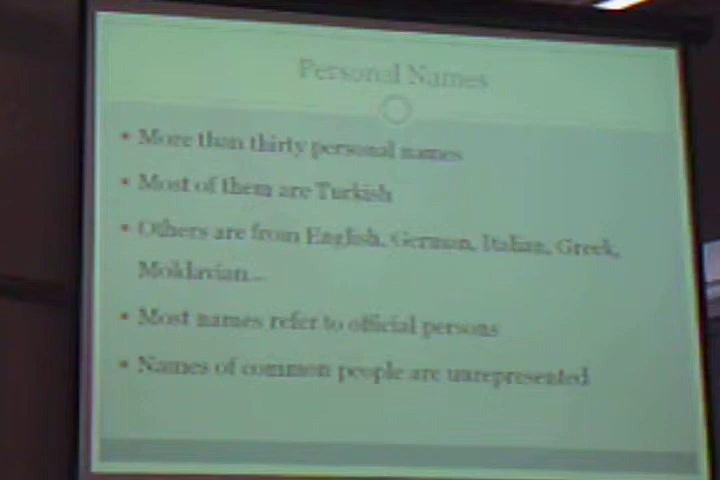 Personal Names
• More than thirty personal names
• Most of them are Turkish
• Others are from English, German, Italian, Greek,
Moldavian...
• Most names refer to official persons
• Names of common people are unrepresented